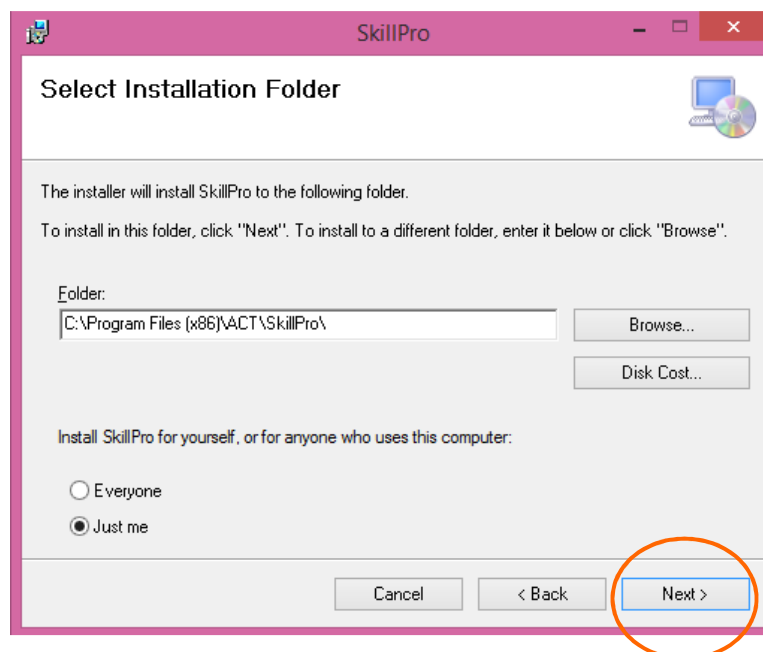 SkillPro
Select Installation Folder
The installer will install SkillPro to the following folder.
To install in this folder, click "Next". To install to a different folder, enter it below or click "Browse".
Folder:
C:\Program Files (x86)\ACT\SkillPro\
Browse...
Disk Cost...
Install SkillPro for yourself, or for anyone who uses this computer:
Everyone
Just me
Cancel
< Back
Next >